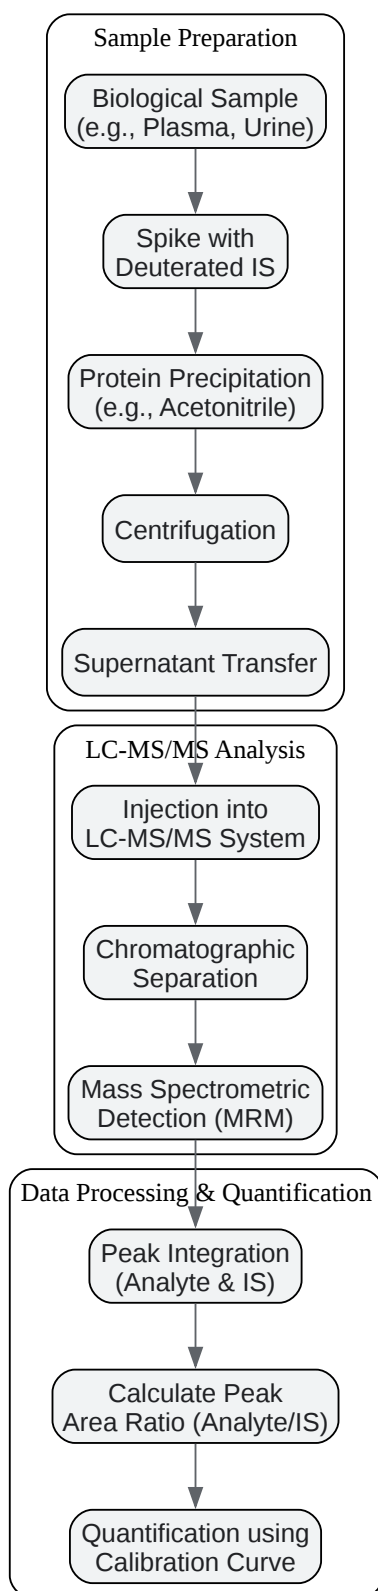 Sample Preparation
Biological Sample
(e.g., Plasma, Urine)
Spike with
Deuterated IS
Protein Precipitation
(e.g., Acetonitrile)
Centrifugation
Supernatant Transfer
LC-MS/MS Analysis
Injection into
LC-MS/MS System
Chromatographic
Separation
Mass Spectrometric
Detection (MRM)
Data Processing & Quantification
Peak Integration
(Analyte & IS)
Calculate Peak
Area Ratio (Analyte/IS)
Quantification using
Calibration Curve